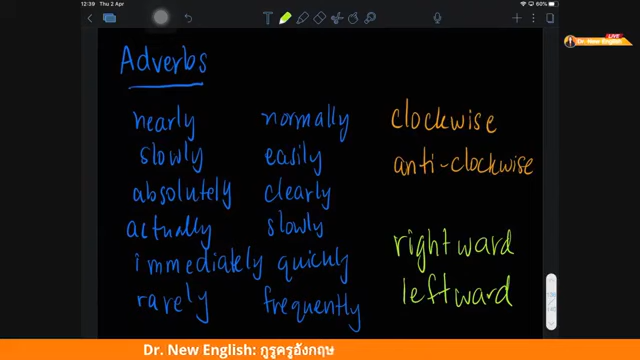 12:39 Thu 2 Apr
60%
LIVE
Dr. New English
Adverbs
nearly normally clockwise
slowly easily anti-clockwise
absolutely clearly
actually slowly rightward
immediately quickly
rarely frequently leftward
Dr. New English: กูรูครูอังกฤษ